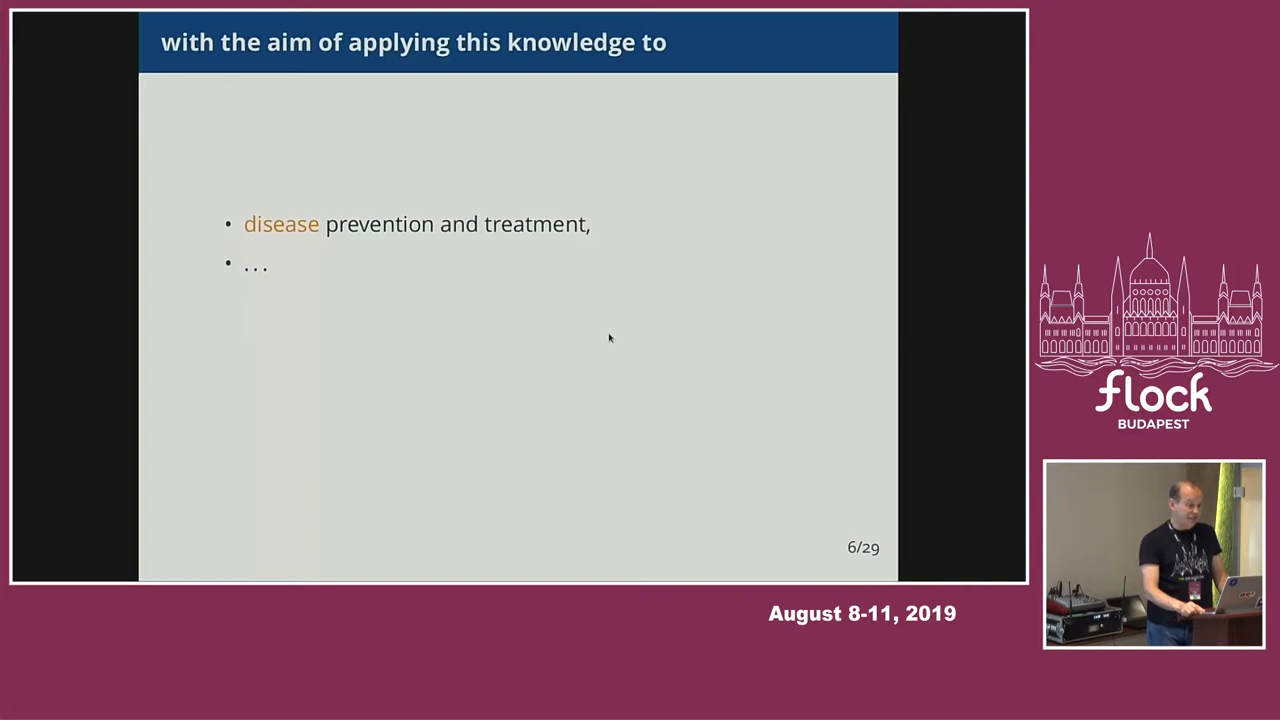 with the aim of applying this knowledge to
• disease prevention and treatment,
• ...
6/29
flock
BUDAPEST
August 8-11, 2019